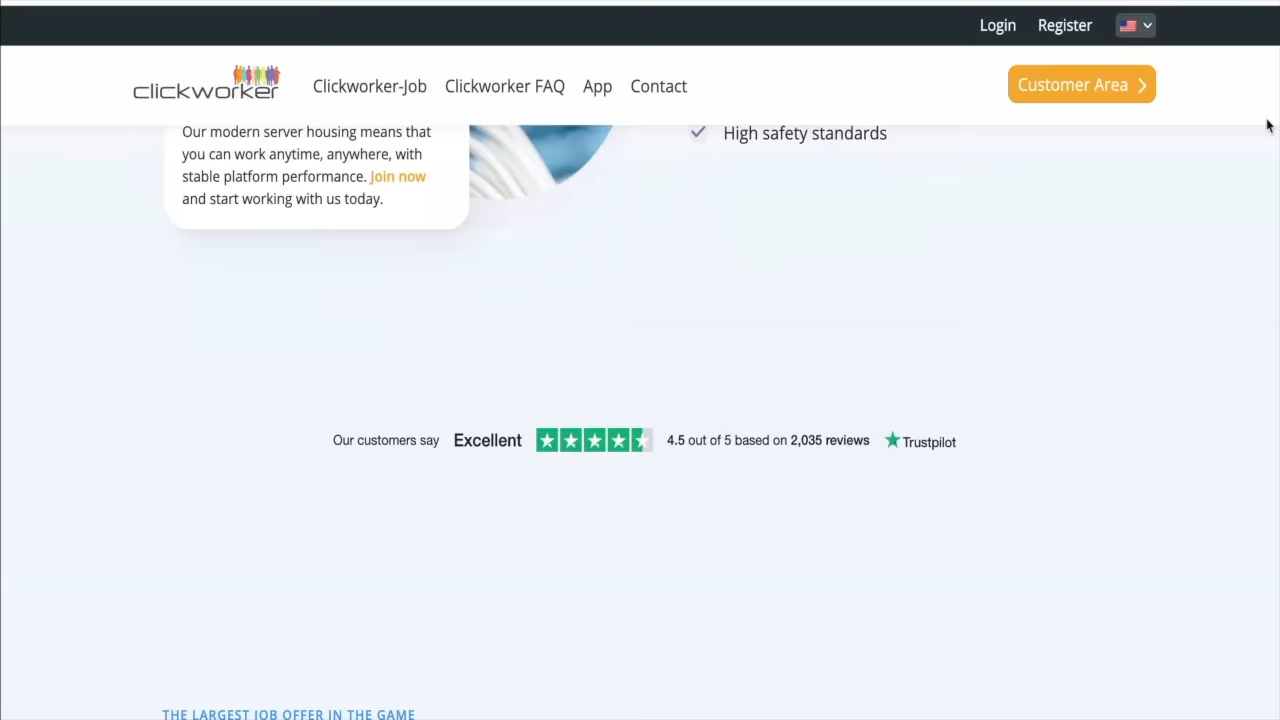 Login Register
clickworker Clickworker-Job Clickworker FAQ App Contact Customer Area
Our modern server housing means that
you can work anytime, anywhere, with
stable platform performance. Join now
and start working with us today.
High safety standards
Our customers say Excellent 4.5 out of 5 based on 2,035 reviews Trustpilot
THE LARGEST JOB OFFER IN THE GAME